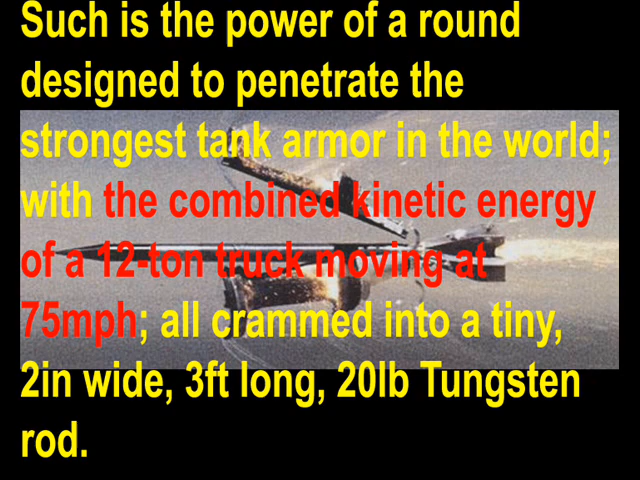 Such is the power of a round
designed to penetrate the
strongest tank armor in the world;
with the combined kinetic energy
of a 12-ton truck moving at
75mph; all crammed into a tiny,
2in wide, 3ft long, 20lb Tungsten
rod.